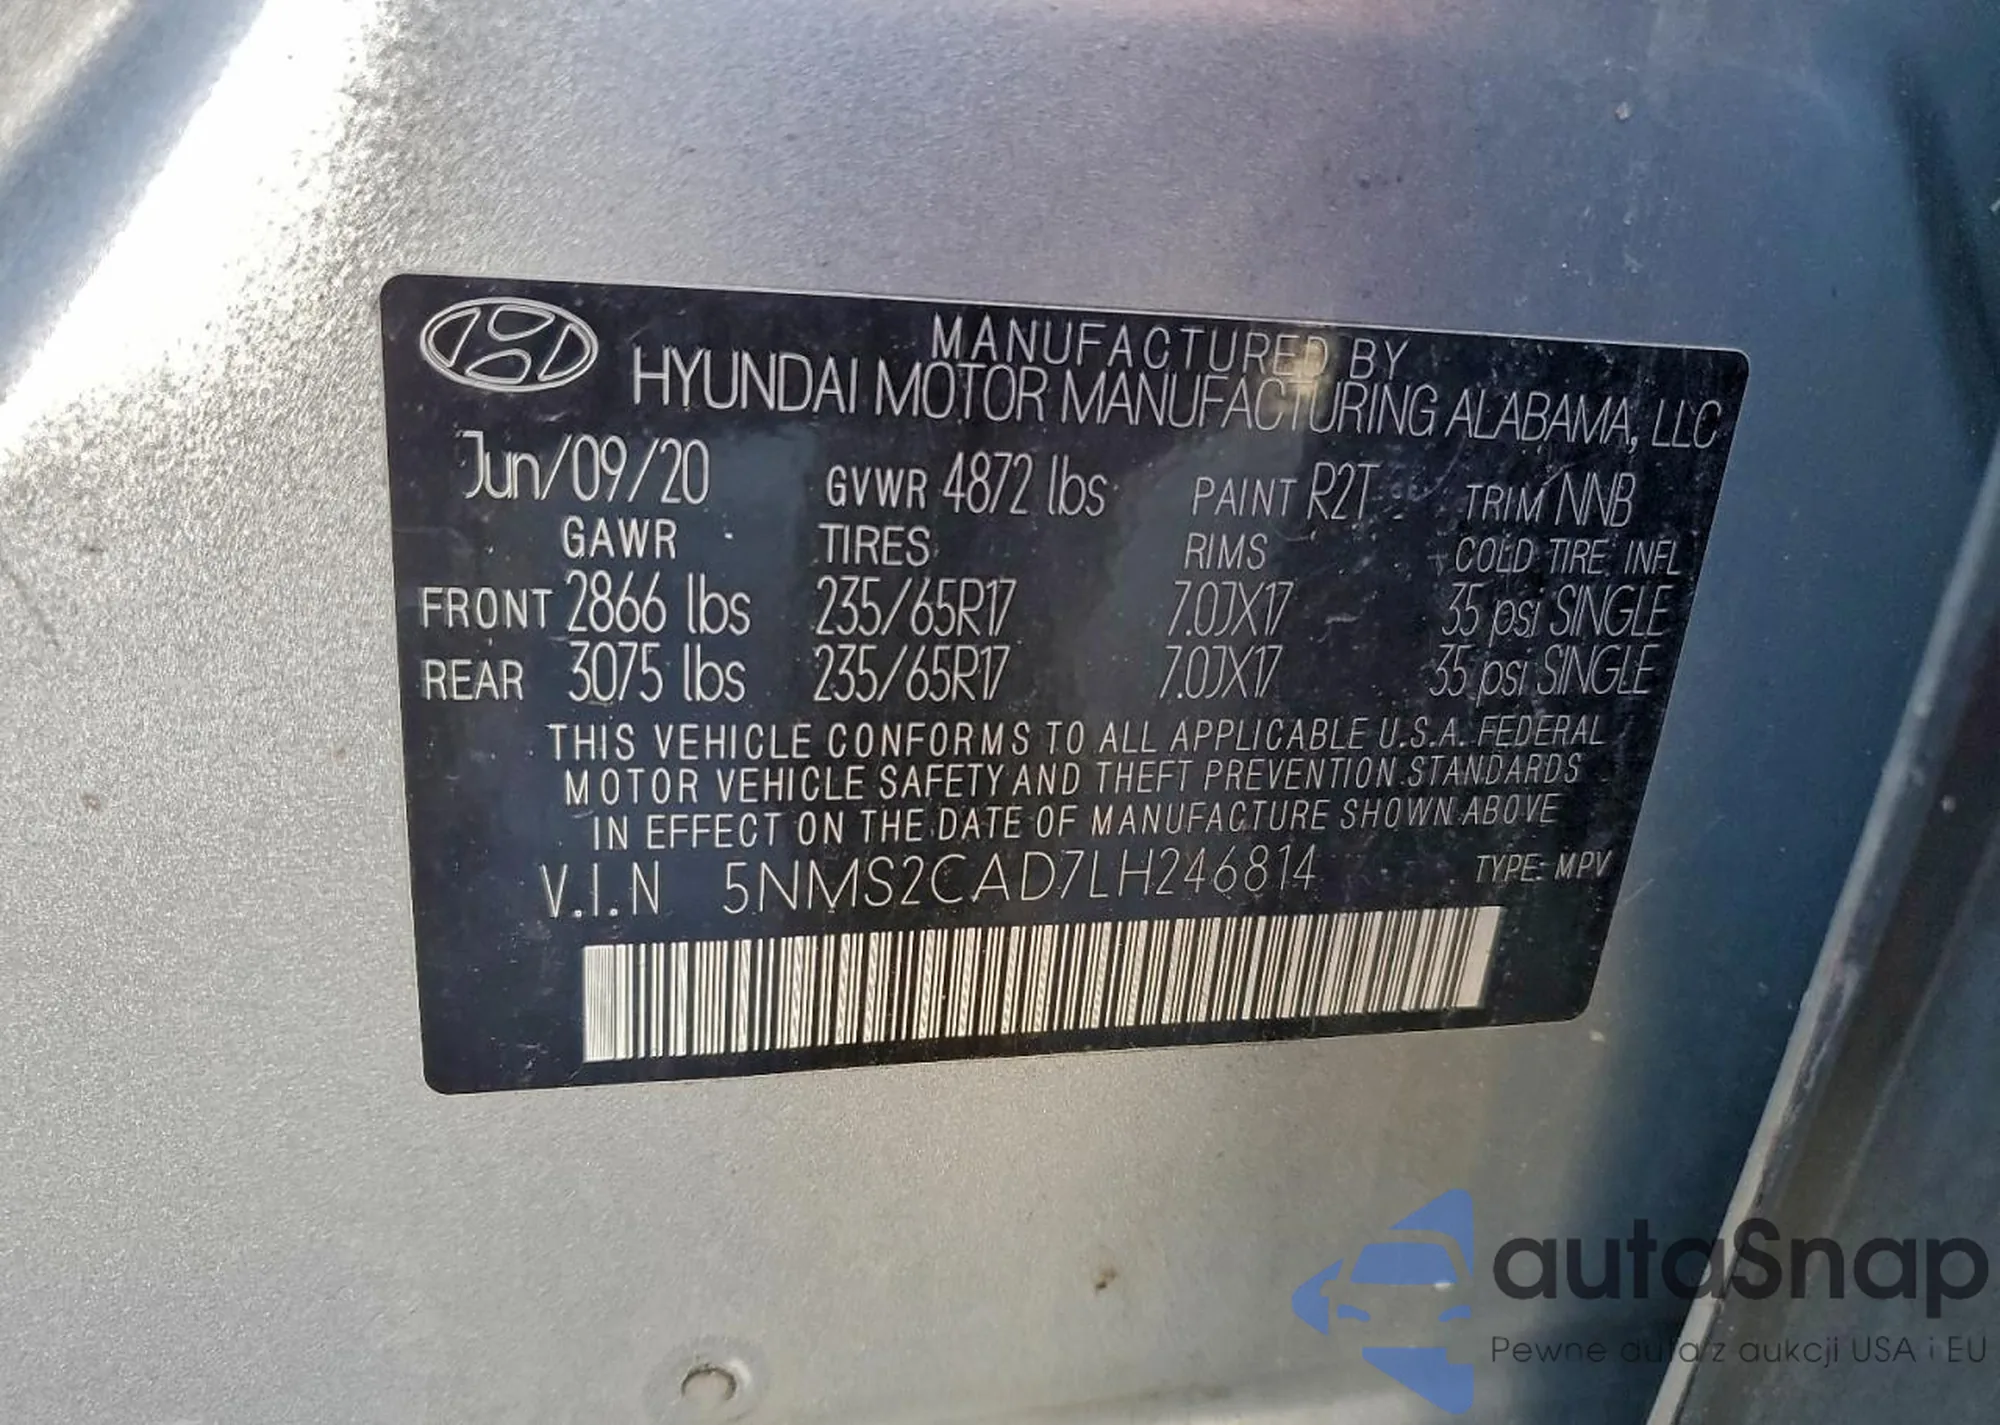 MANUFACTURED BY
HYUNDAI MOTOR MANUFACTURING ALABAMA, LLC
Jun/09/20 GVWR 4872 lbs PAINT R2T TRIM NNB
GAWR TIRES RIMS COLD TIRE INFL
FRONT 2866 lbs 235/65R17 7.0JX17 35 psi SINGLE
REAR 3075 lbs 235/65R17 7.0JX17 35 psi SINGLE
THIS VEHICLE CONFORMS TO ALL APPLICABLE U.S.A. FEDERAL
MOTOR VEHICLE SAFETY AND THEFT PREVENTION STANDARDS
IN EFFECT ON THE DATE OF MANUFACTURE SHOWN ABOVE
V.I.N 5NMS2CAD7LH246814 TYPE: MPV
autaSnap
Pewne auta z aukcji USA i EU